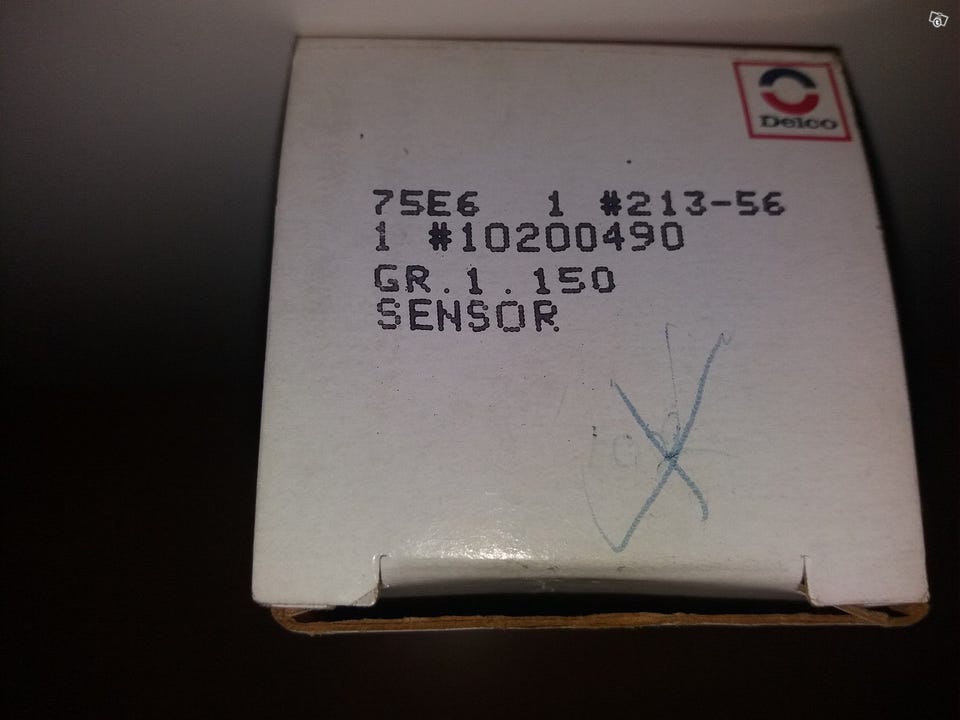 Delco
75E6 1 #213-56
1 #10200490
GR.1.150
SENSOR